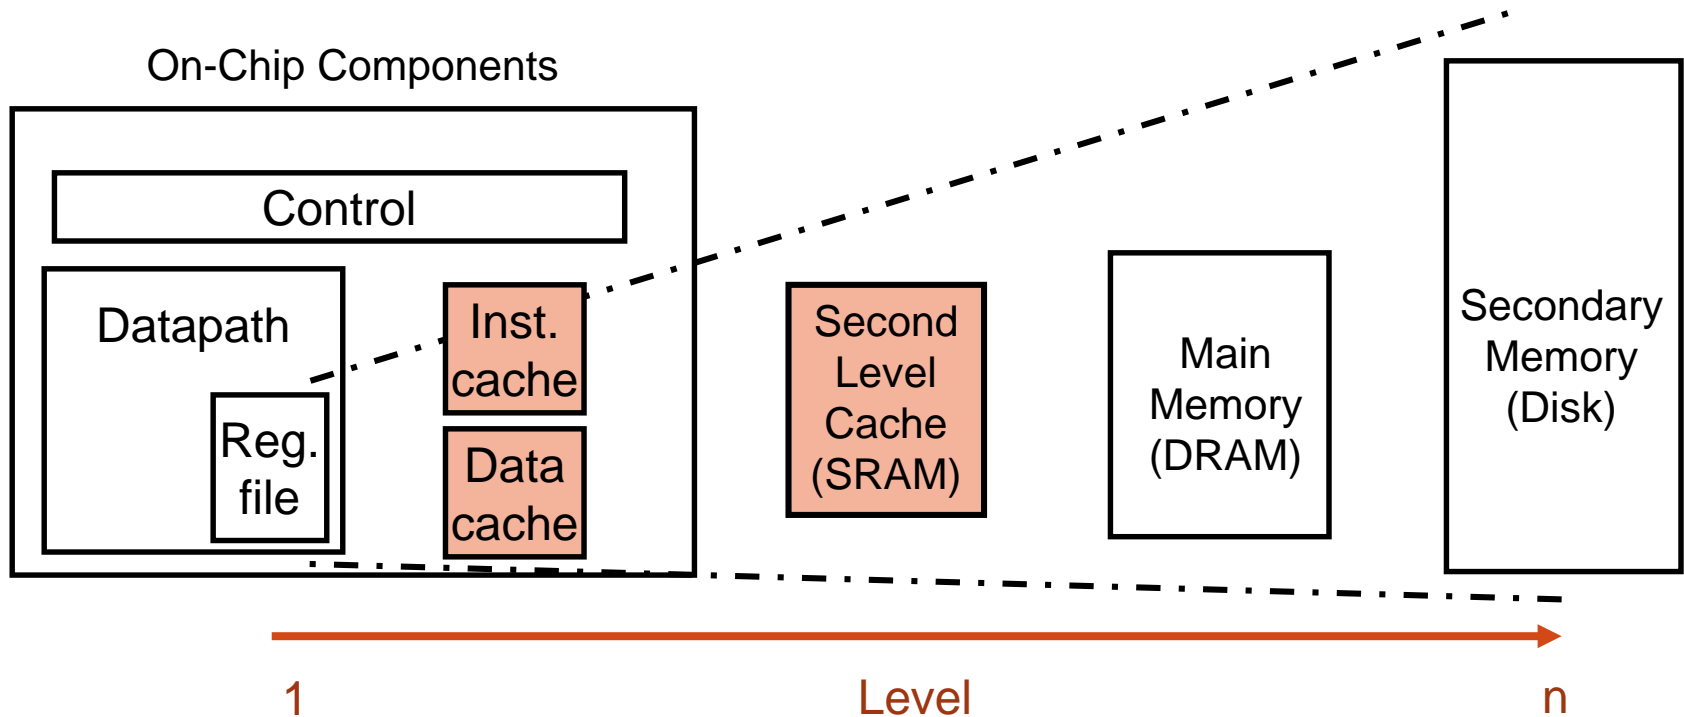 On-Chip Components
Control
Datapath
Reg.
file
Inst.
cache
Data
cache
Second
Level
Cache
(SRAM)
Main
Memory
(DRAM)
Secondary
Memory
(Disk)
1
Level
n